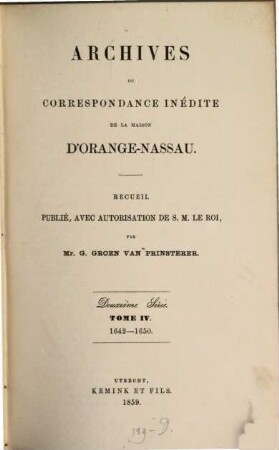 ARCHIVES
OU
CORRESPONDANCE INÉDITE
DE LA MAISON
D'ORANGE-NASSAU.
RECUEIL
PUBLIÉ, AVEC AUTORISATION DE S. M. LE ROI,
PAR
Mr. G. GROEN VAN PRINSTERER.
Deuxième Série.
TOME IV.
1642—1650.
UTRECHT,
KEMINK ET FILS.
1859.